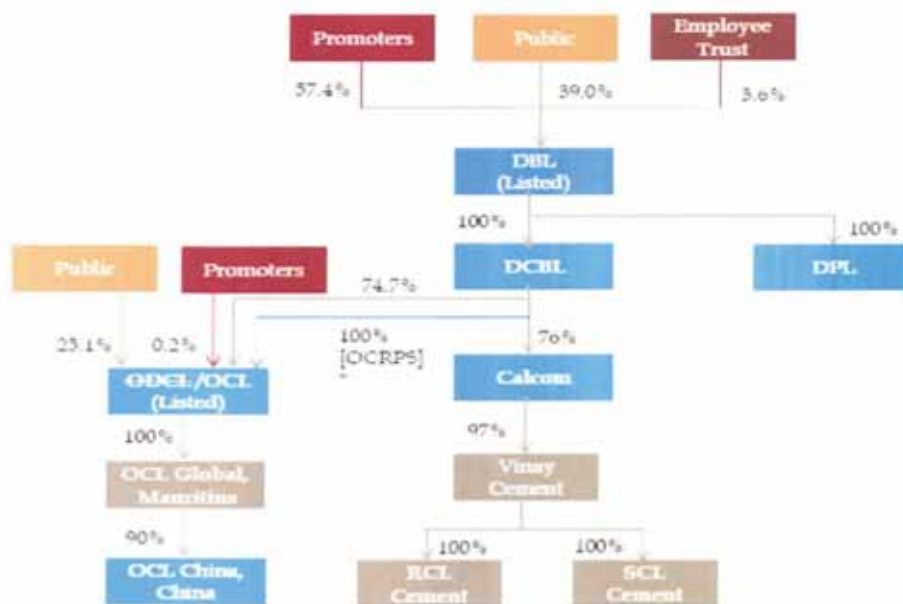 Promoters
Public
Employee
Trust
57.4%
39.0%
3.6%
DBL
(Listed)
100%
100%
Public
Promoters
DCBL
DPL
74.7%
25.1%
0.2%
100%
[OCRPS]
76%
ODCL/OCL
(Listed)
Calcom
100%
97%
OCL Global,
Mauritius
Vinay
Cement
90%
100%
100%
OCL China,
China
RCL
Cement
SCL
Cement